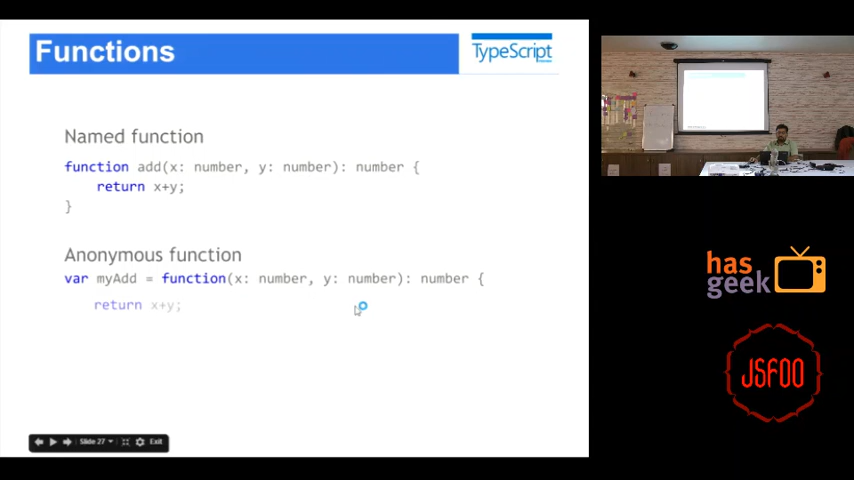 Functions
TypeScript
Named function
function add(x: number, y: number): number {
return x+y;
}
Anonymous function
var myAdd = function(x: number, y: number): number {
return x+y;
Slide 27
Exit
has
geek
JSFOO